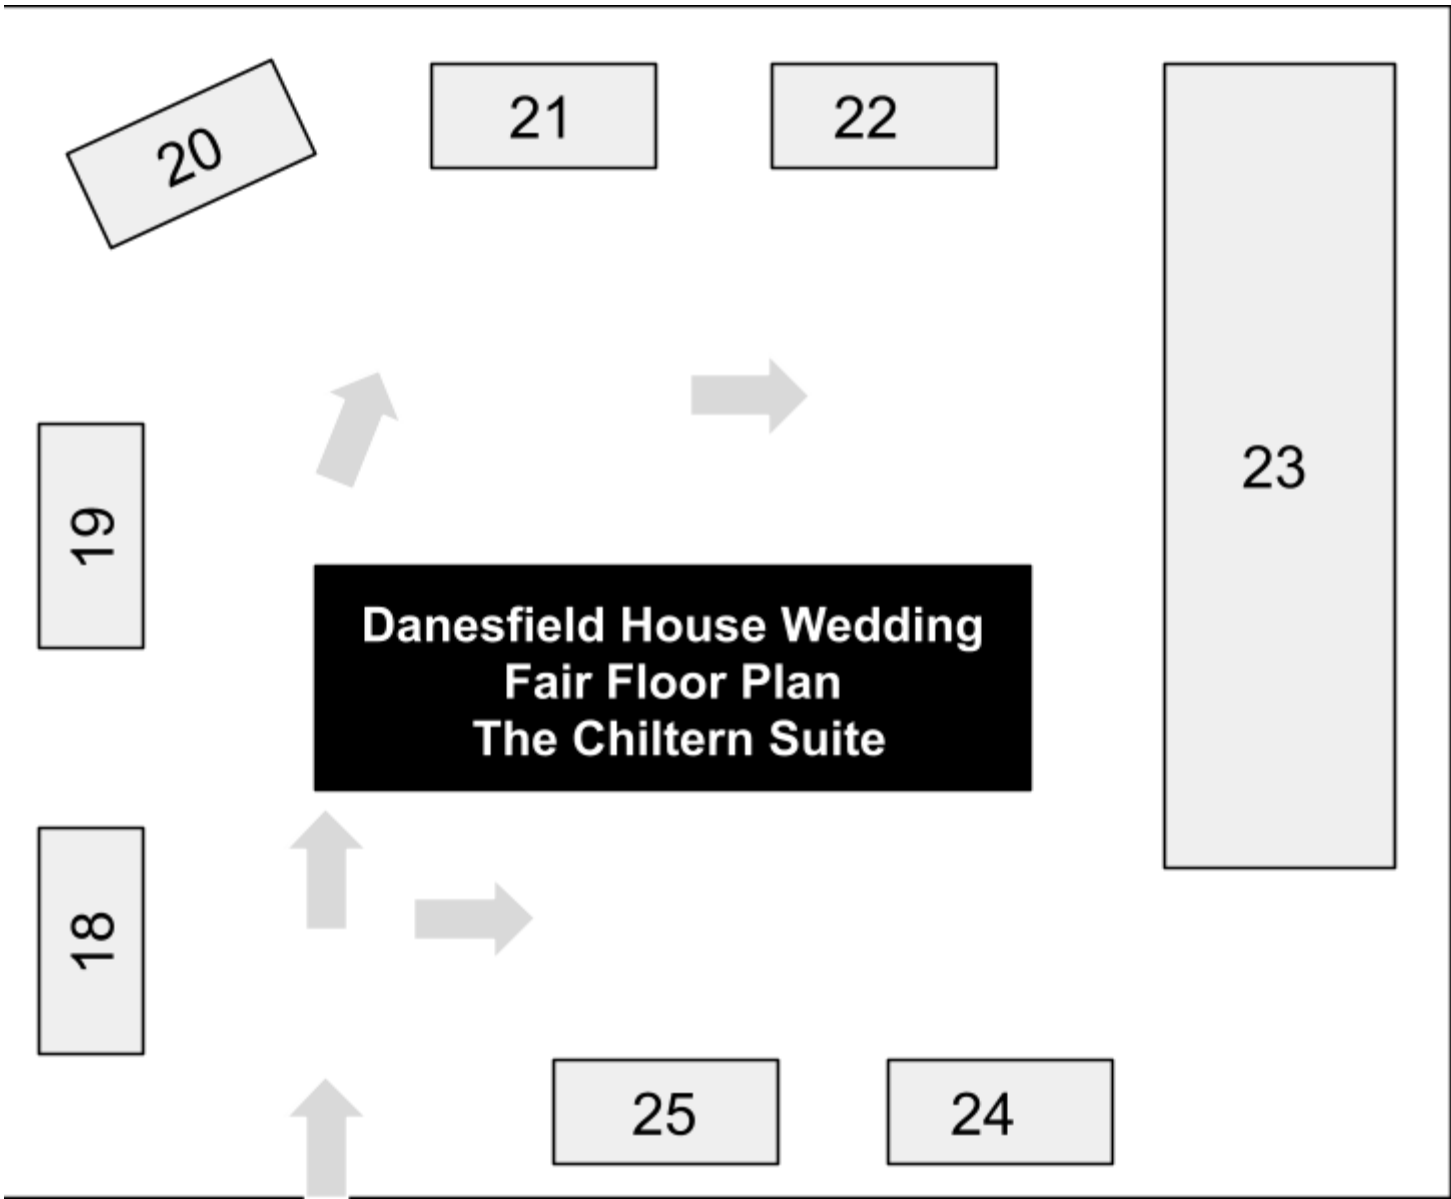 20
21
22
23
19
Danesfield House Wedding
Fair Floor Plan
The Chiltern Suite
18
25
24